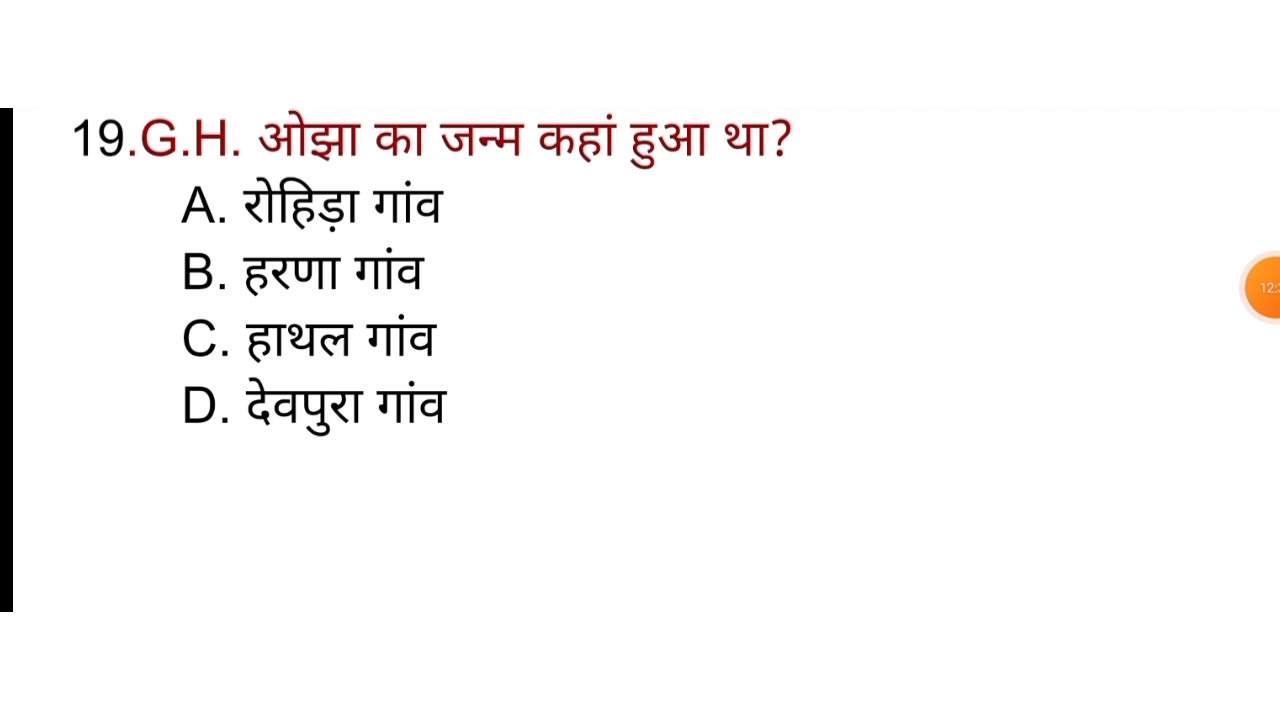 19.G.H. ओझा का जन्म कहां हुआ था?
A. रोहिड़ा गांव
B. हरणा गांव
C. हाथल गांव
D. देवपुरा गांव